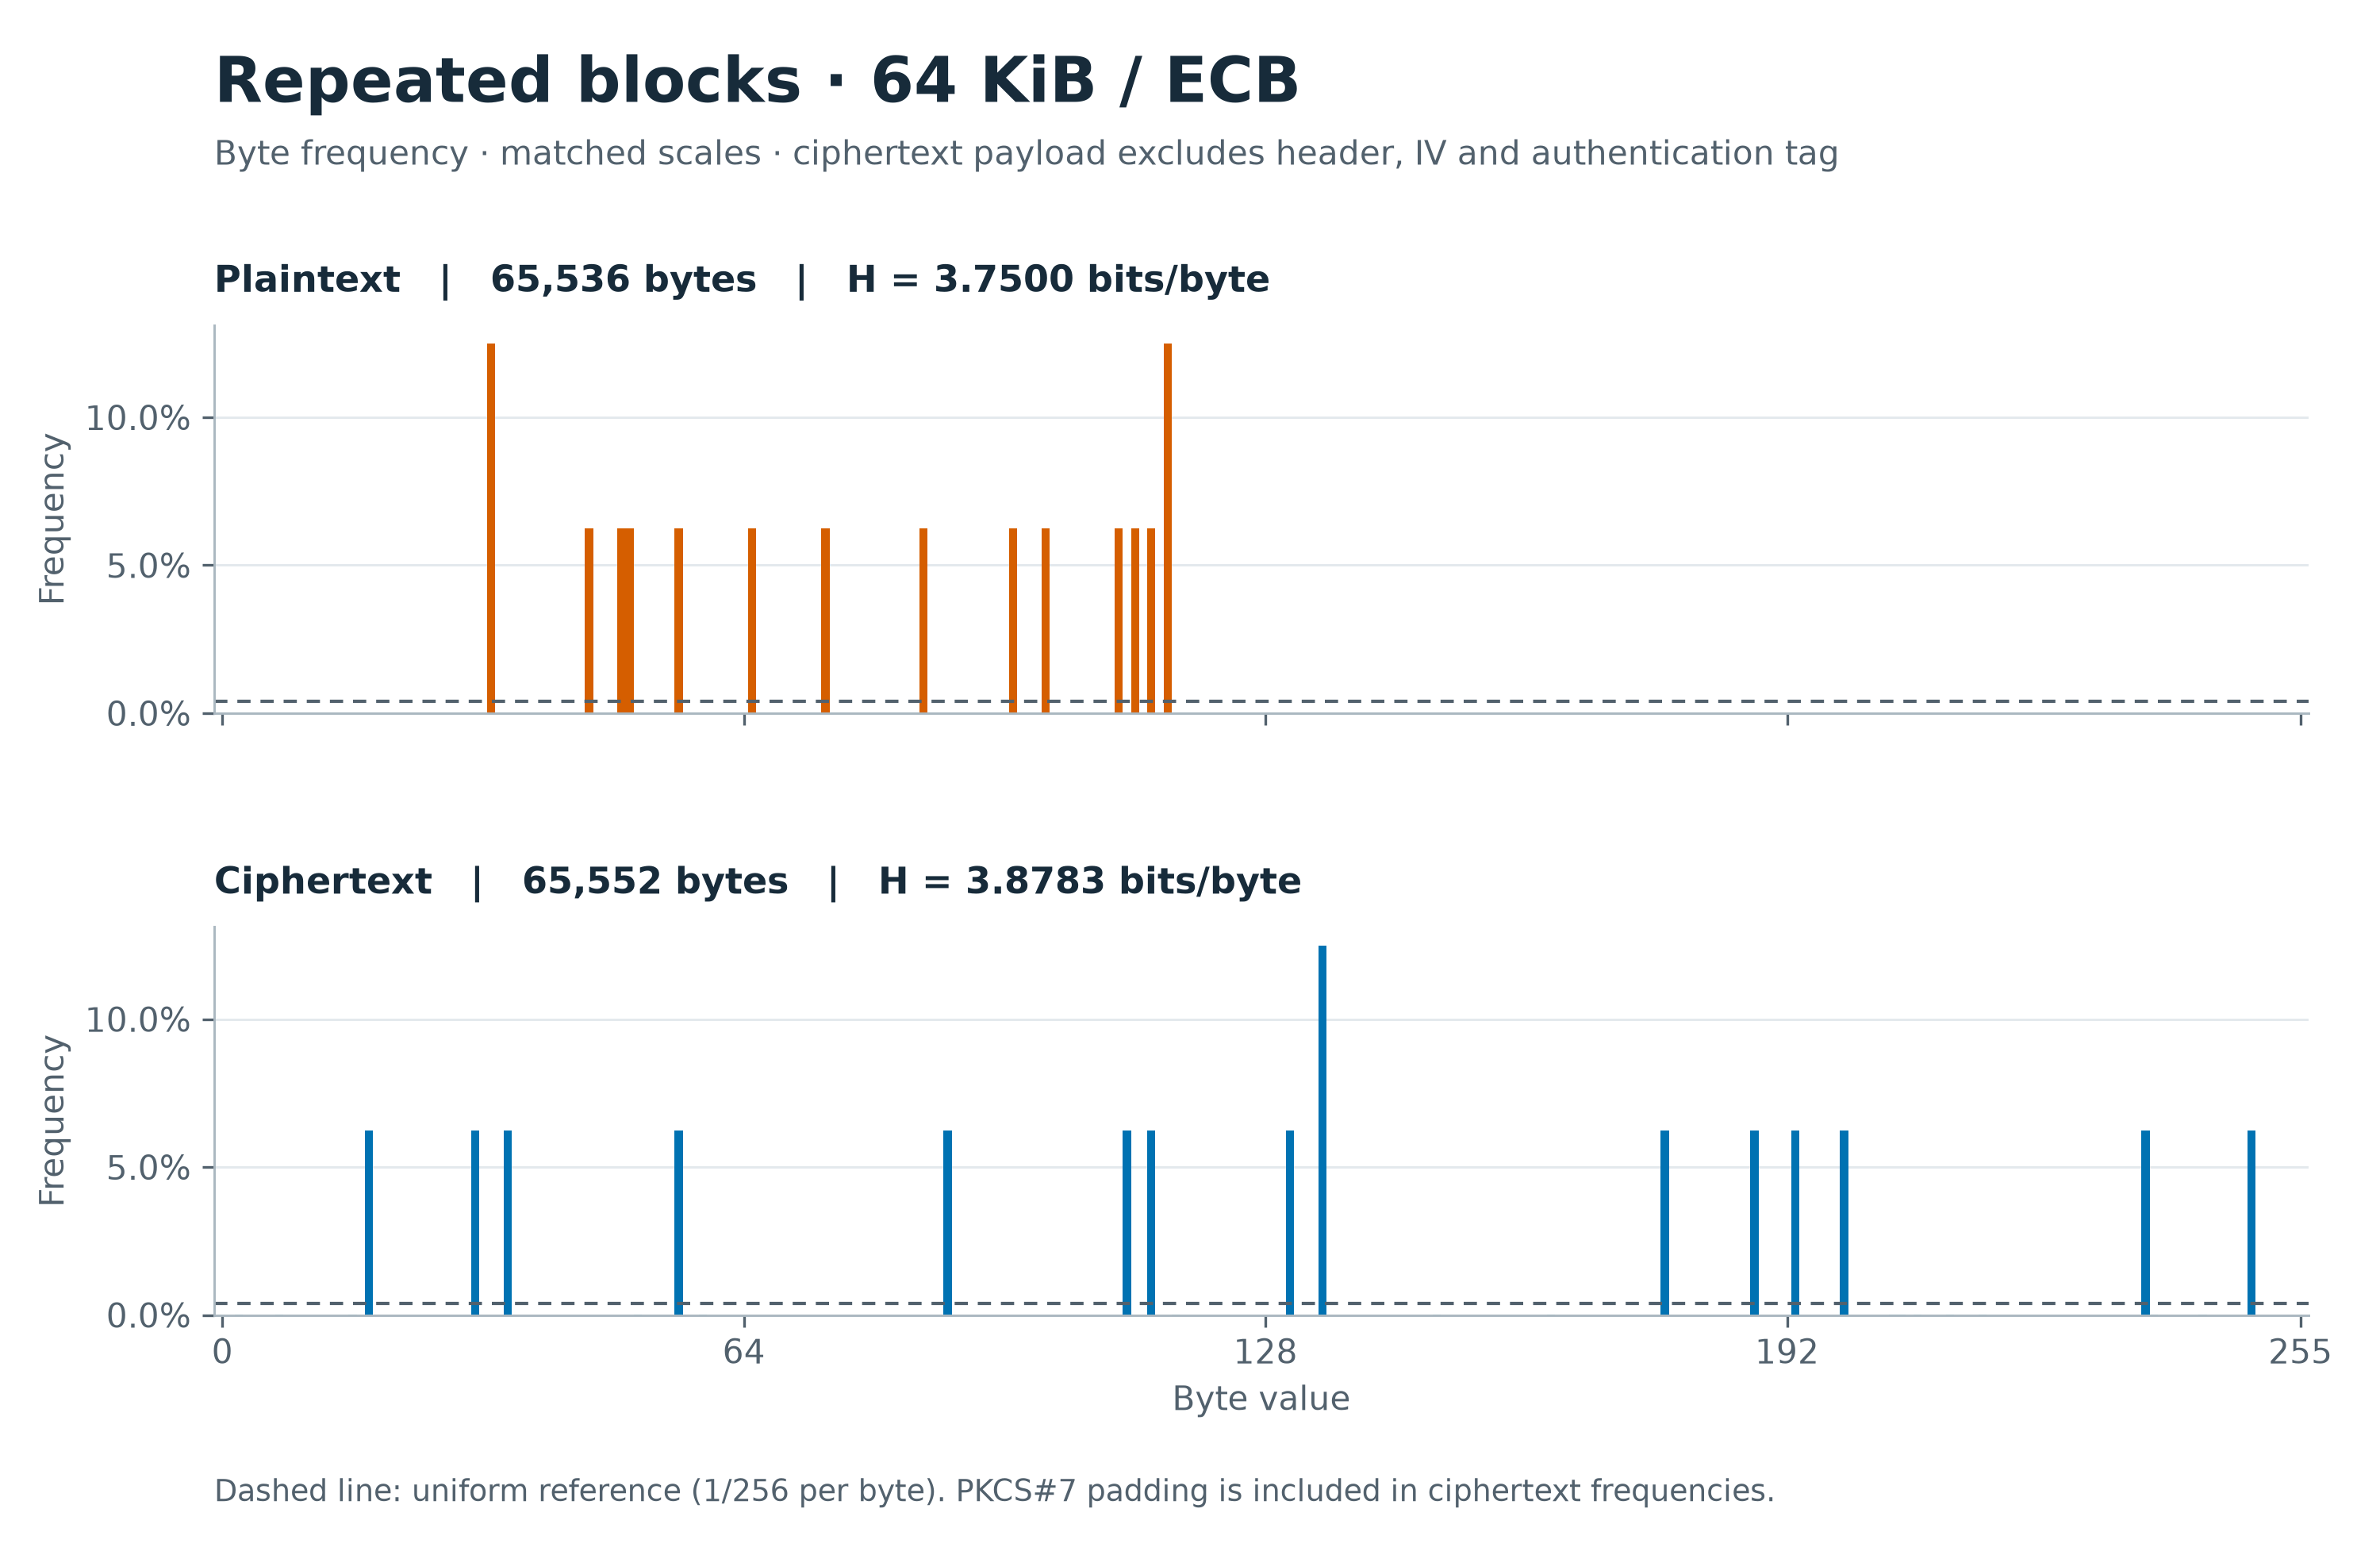 Repeated blocks · 64 KiB / ECB
Byte frequency · matched scales · ciphertext payload excludes header, IV and authentication tag
Plaintext | 65,536 bytes | H = 3.7500 bits/byte
Frequency
10.0%
5.0%
0.0%
Ciphertext | 65,552 bytes | H = 3.8783 bits/byte
Frequency
10.0%
5.0%
0.0%
0 64 128 192 255
Byte value
Dashed line: uniform reference (1/256 per byte). PKCS#7 padding is included in ciphertext frequencies.